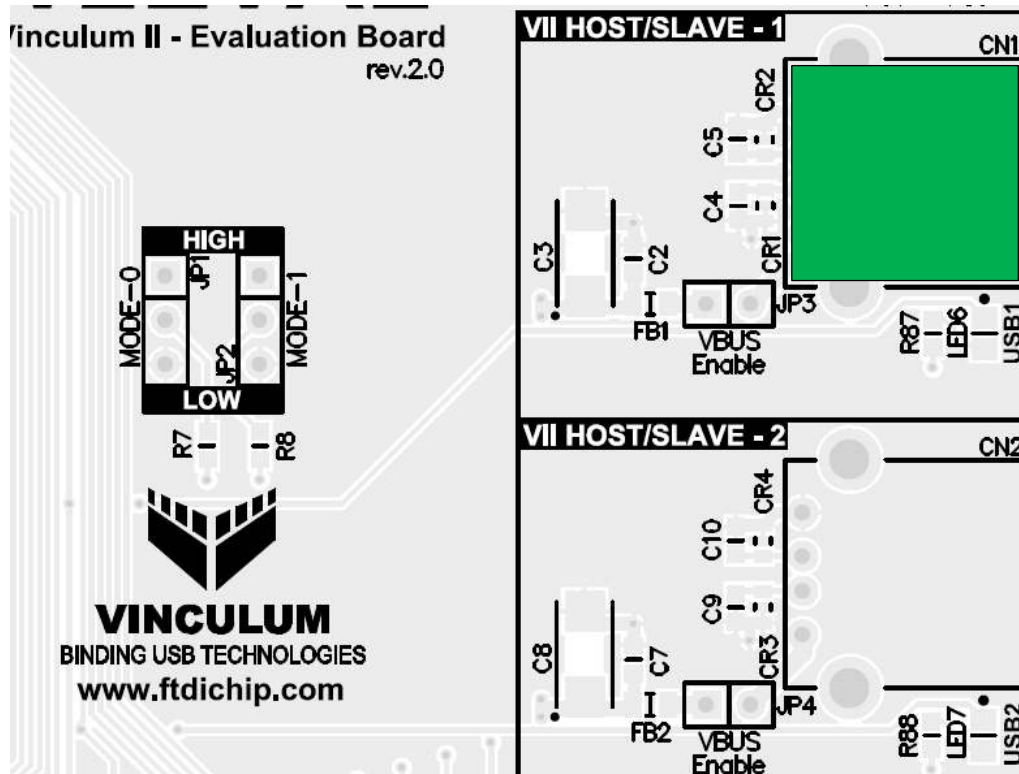 Vinculum II - Evaluation Board
rev.2.0
HIGH
MODE-0
JP1
JP2
MODE-1
LOW
R7
R8
VINCULUM
BINDING USB TECHNOLOGIES
www.ftdichip.com
VII HOST/SLAVE - 1
CN1
CR2
C5
C4
CR1
C3
C2
FB1
JP3
VBUS
Enable
R87
LED6
USB1
VII HOST/SLAVE - 2
CN2
CR4
C10
C9
CR3
C8
C7
FB2
JP4
VBUS
Enable
R88
LED7
USB2